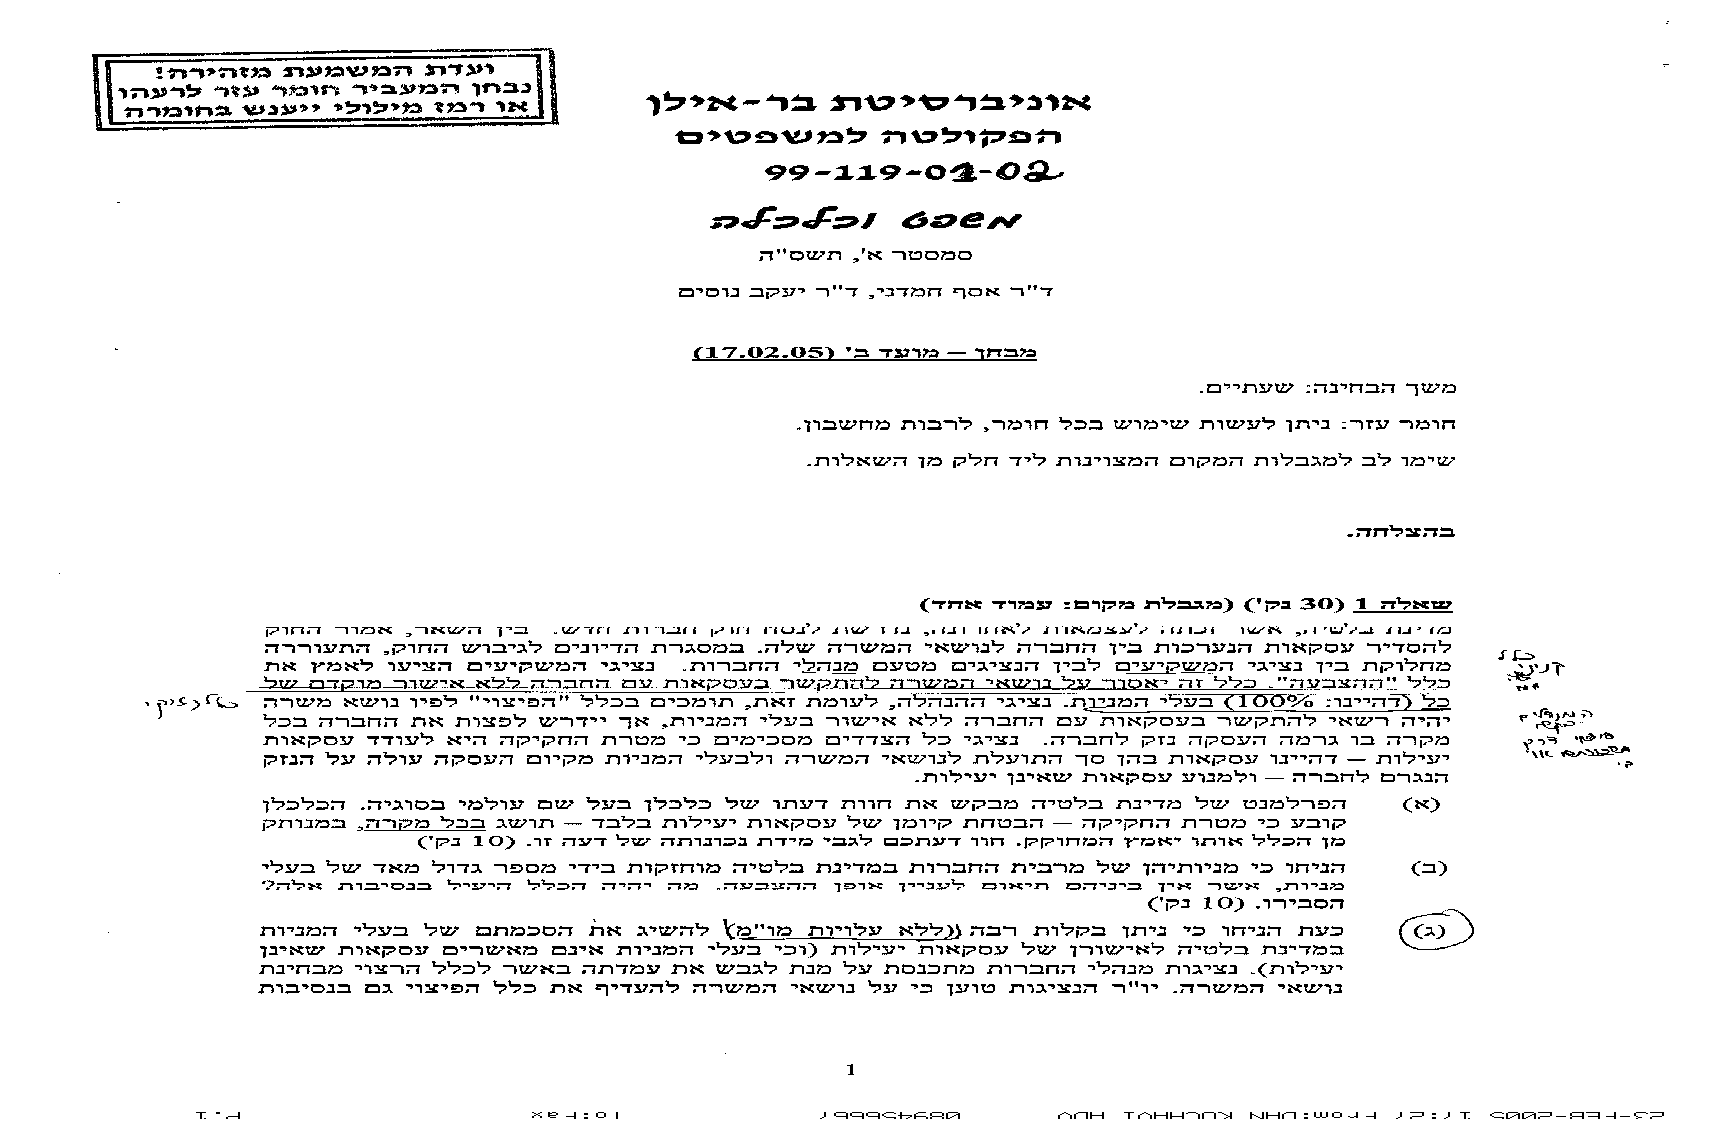 ועדת המשמעת מזהירה!
נבחן המעביר חומר עזר לרעהו
או רמז מילולי ייענש בחומרה
אוניברסיטת בר-אילן
הפקולטה למשפטים
99-119-01-02
משפט וכלכלה
סמסטר א', תשס"ה
ד"ר אסף חמדני, ד"ר יעקב נוסים
מבחן – מועד ב' (17.02.05)
משך הבחינה: שעתיים.
חומר עזר: ניתן לעשות שימוש בכל חומר, לרבות מחשבון.
שימו לב למגבלות המקום המצוינות ליד חלק מן השאלות.
בהצלחה.
שאלה 1 (30 נק') (מגבלת מקום: עמוד אחד)
מדינת בלטיה, אשר זכתה לעצמאות לאחרונה, נדרשת לנסח חוק חברות חדש. בין השאר, אמור החוק
להסדיר עסקאות הנערכות בין החברה לנושאי המשרה שלה. במסגרת הדיונים לגיבוש החוק, התעוררה
מחלוקת בין נציגי המשקיעים לבין הנציגים מטעם מנהלי החברות. נציגי המשקיעים הציעו לאמץ את
כלל "ההצבעה". כלל זה יאסור על נושאי המשרה להתקשר בעסקאות עם החברה ללא אישור מוקדם של
כל (דהיינו: 100%) בעלי המניות. נציגי ההנהלה, לעומת זאת, תומכים בכלל "הפיצוי" לפיו נושא משרה
יהיה רשאי להתקשר בעסקאות עם החברה ללא אישור בעלי המניות, אך יידרש לפצות את החברה בכל
מקרה בו גרמה העסקה נזק לחברה. נציגי כל הצדדים מסכימים כי מטרת החקיקה היא לעודד עסקאות
יעילות – דהיינו עסקאות בהן סך התועלת לנושאי המשרה ולבעלי המניות מקיום העסקה עולה על הנזק
הנגרם לחברה – ולמנוע עסקאות שאינן יעילות.
(א) הפרלמנט של מדינת בלטיה מבקש את חוות דעתו של כלכלן בעל שם עולמי בסוגיה. הכלכלן
קובע כי מטרת החקיקה – הבטחת קיומן של עסקאות יעילות בלבד – תושג בכל מקרה, במנותק
מן הכלל אותו יאמץ המחוקק. חוו דעתכם לגבי מידת נכונותה של דעה זו. (10 נק')
(ב) הניחו כי מניותיהן של מרבית החברות במדינת בלטיה מוחזקות בידי מספר גדול מאד של בעלי
מניות, אשר אין ביניהם תיאום לעניין אופן ההצבעה. מה יהיה הכלל היעיל בנסיבות אלה?
הסבירו. (10 נק')
(ג) כעת הניחו כי ניתן בקלות רבה (ללא עלויות מו"מ) להשיג את הסכמתם של בעלי המניות
במדינת בלטיה לאישורן של עסקאות יעילות (וכי בעלי המניות אינם מאשרים עסקאות שאינן
יעילות). נציגות מנהלי החברות מתכנסת על מנת לגבש את עמדתה באשר לכלל הרצוי מבחינת
נושאי המשרה. יו"ר הנציגות טוען כי על נושאי המשרה להעדיף את כלל הפיצוי גם בנסיבות
1